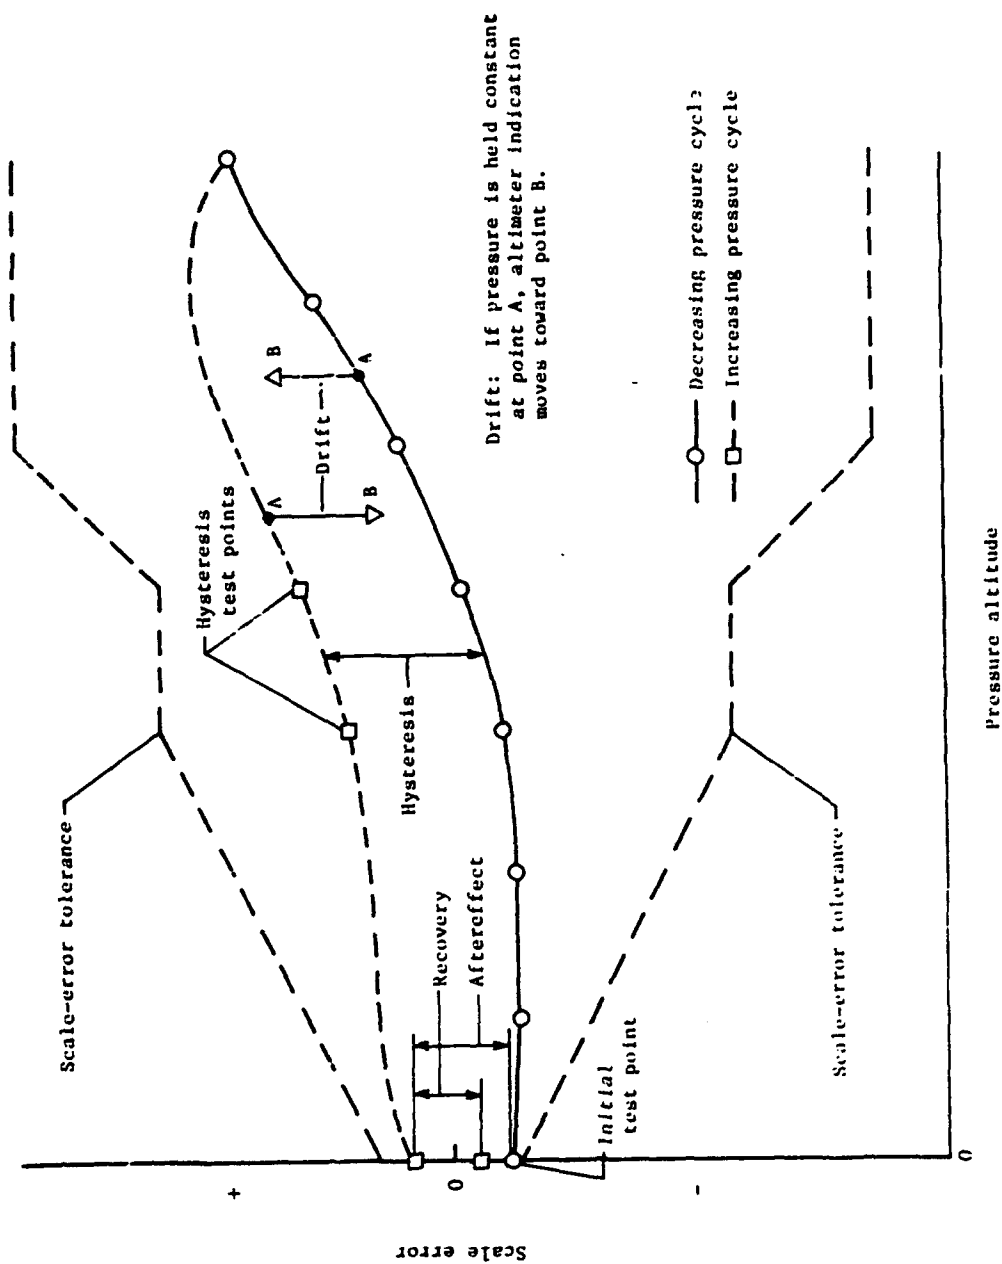 Scale error
+
0
-
Scale-error tolerance
Hysteresis
test points
B
A
A
B
Drift
Hysteresis
Recovery
Aftereffect
Initial
test point
Drift: If pressure is held constant
at point A, altimeter indication
moves toward point B.
Decreasing pressure cycle
Increasing pressure cycle
Scale-error tolerance
0
Pressure altitude